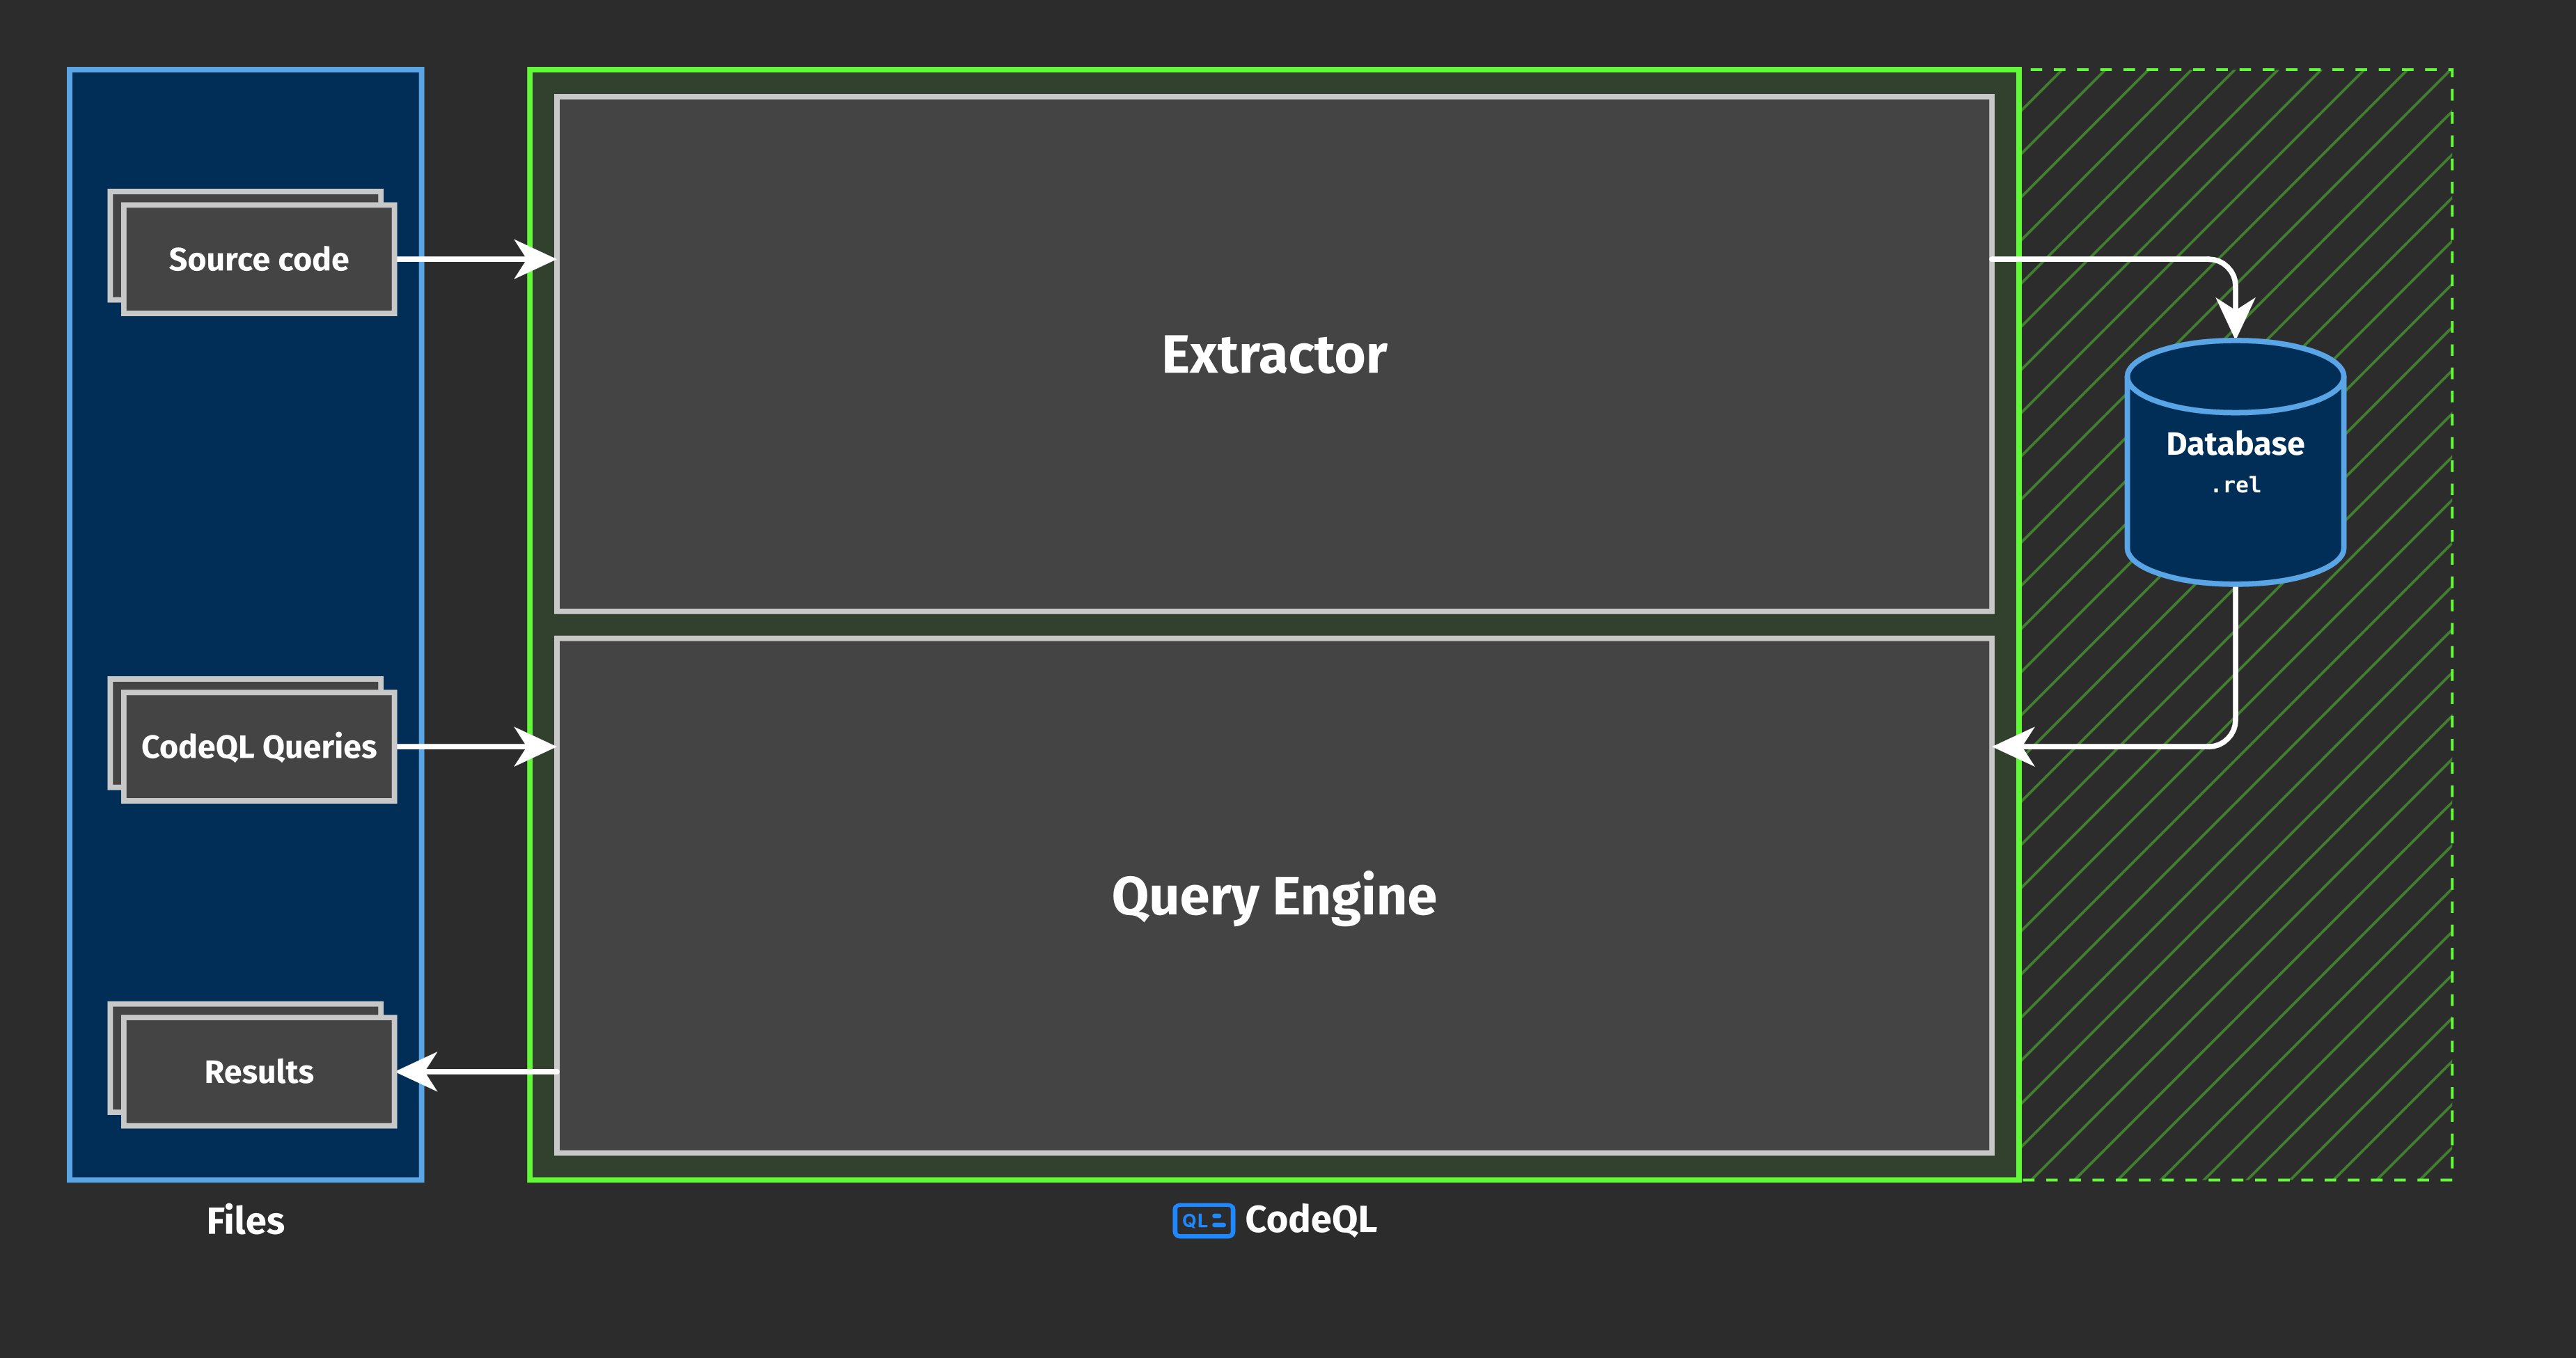 Source code
Extractor
Database
.rel
CodeQL Queries
Query Engine
Results
Files
QL CodeQL